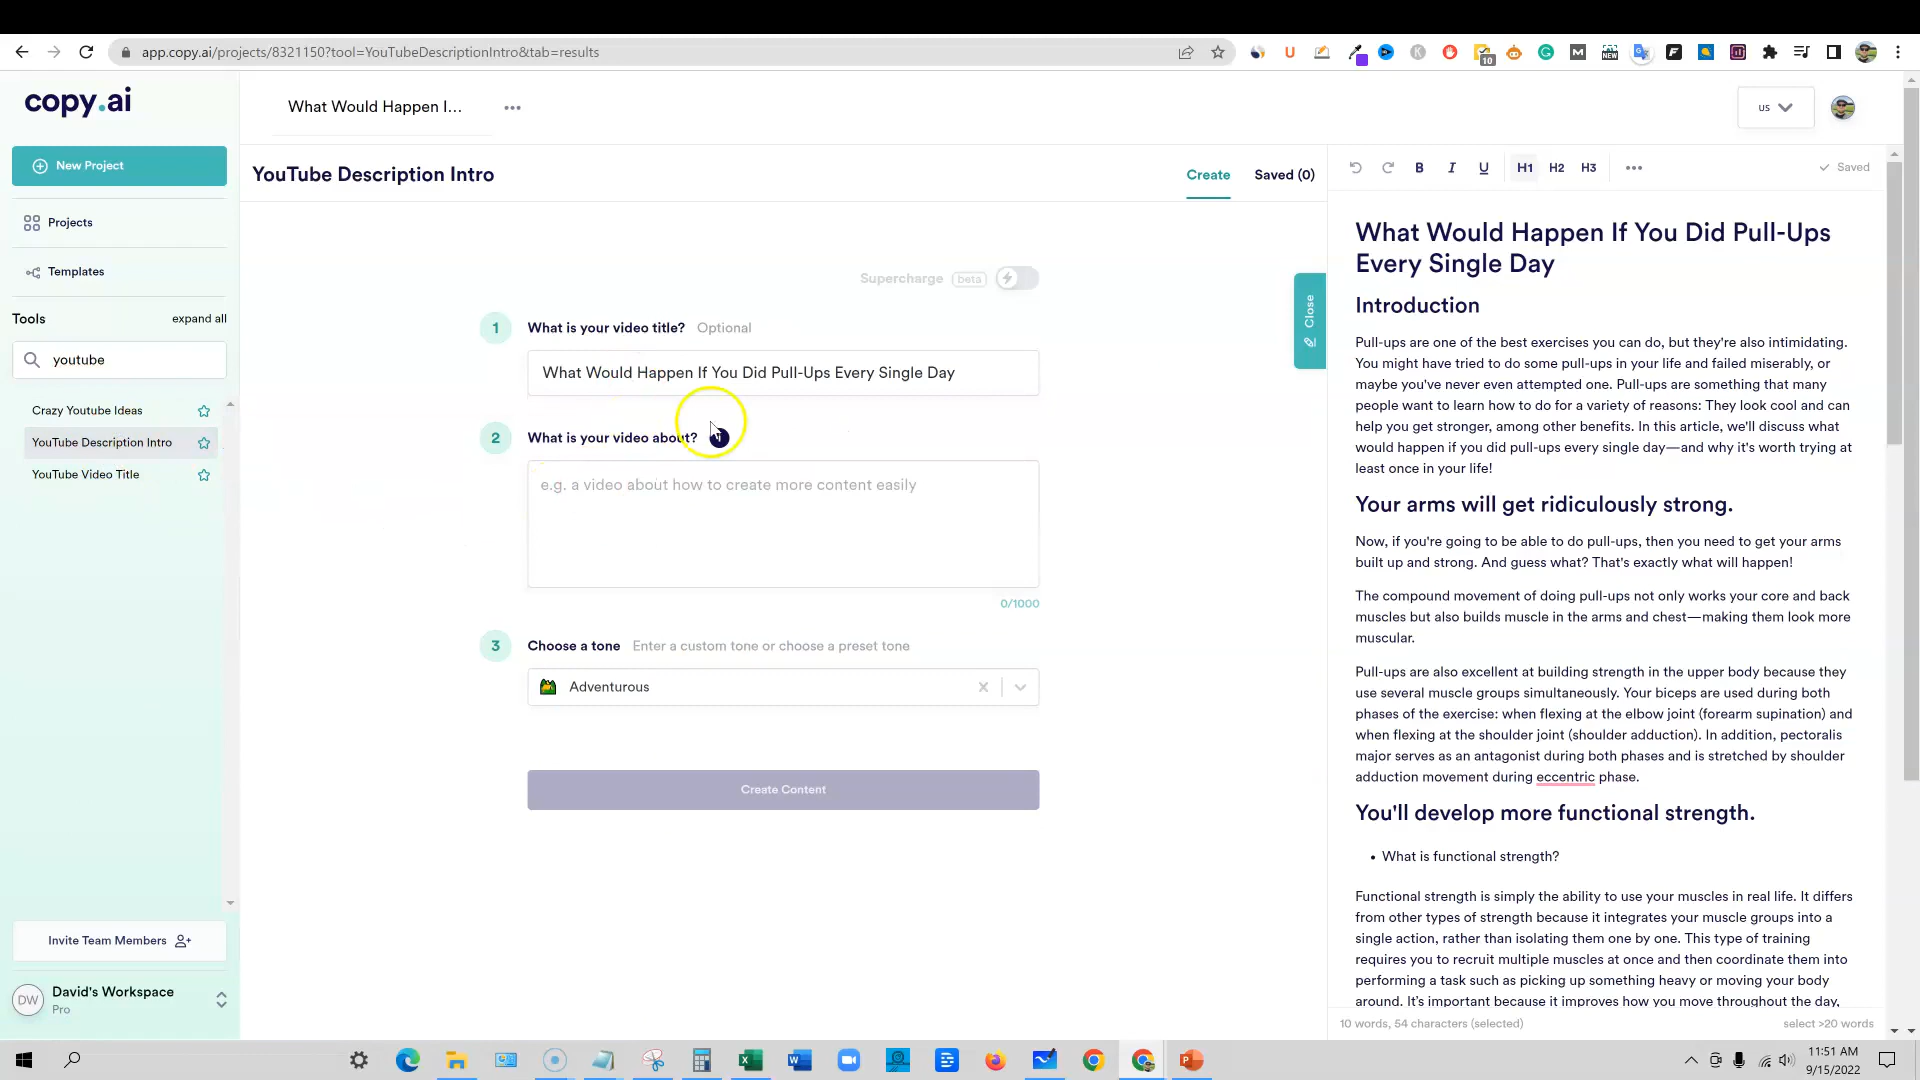 app.copy.ai/projects/8321150?tool=YouTubeDescriptionIntro&tab=results
10
NEW
copy.ai
What Would Happen I...
us
New Project
Projects
Templates
Tools
expand all
youtube
Crazy Youtube Ideas
YouTube Description Intro
YouTube Video Title
Invite Team Members
DW
David's Workspace
Pro
YouTube Description Intro
Create
Saved (0)
Supercharge
beta
1
What is your video title?
Optional
What Would Happen If You Did Pull-Ups Every Single Day
2
What is your video about?
e.g. a video about how to create more content easily
0/1000
3
Choose a tone
Enter a custom tone or choose a preset tone
Adventurous
Create Content
Close
B
I
U
H1
H2
H3
Saved
What Would Happen If You Did Pull-Ups
Every Single Day
Introduction
Pull-ups are one of the best exercises you can do, but they're also intimidating.
You might have tried to do some pull-ups in your life and failed miserably, or
maybe you've never even attempted one. Pull-ups are something that many
people want to learn how to do for a variety of reasons: They look cool and can
help you get stronger, among other benefits. In this article, we'll discuss what
would happen if you did pull-ups every single day—and why it's worth trying at
least once in your life!
Your arms will get ridiculously strong.
Now, if you're going to be able to do pull-ups, then you need to get your arms
built up and strong. And guess what? That's exactly what will happen!
The compound movement of doing pull-ups not only works your core and back
muscles but also builds muscle in the arms and chest—making them look more
muscular.
Pull-ups are also excellent at building strength in the upper body because they
use several muscle groups simultaneously. Your biceps are used during both
phases of the exercise: when flexing at the elbow joint (forearm supination) and
when flexing at the shoulder joint (shoulder adduction). In addition, pectoralis
major serves as an antagonist during both phases and is stretched by shoulder
adduction movement during eccentric phase.
You'll develop more functional strength.
• What is functional strength?
Functional strength is simply the ability to use your muscles in real life. It differs
from other types of strength because it integrates your muscle groups into a
single action, rather than isolating them one by one. This type of training
requires you to recruit multiple muscles at once and then coordinate them into
performing a task such as picking up something heavy or moving your body
around. It's important because it improves how you move throughout the day,
10 words, 54 characters (selected)
select >20 words
11:51 AM
9/15/2022